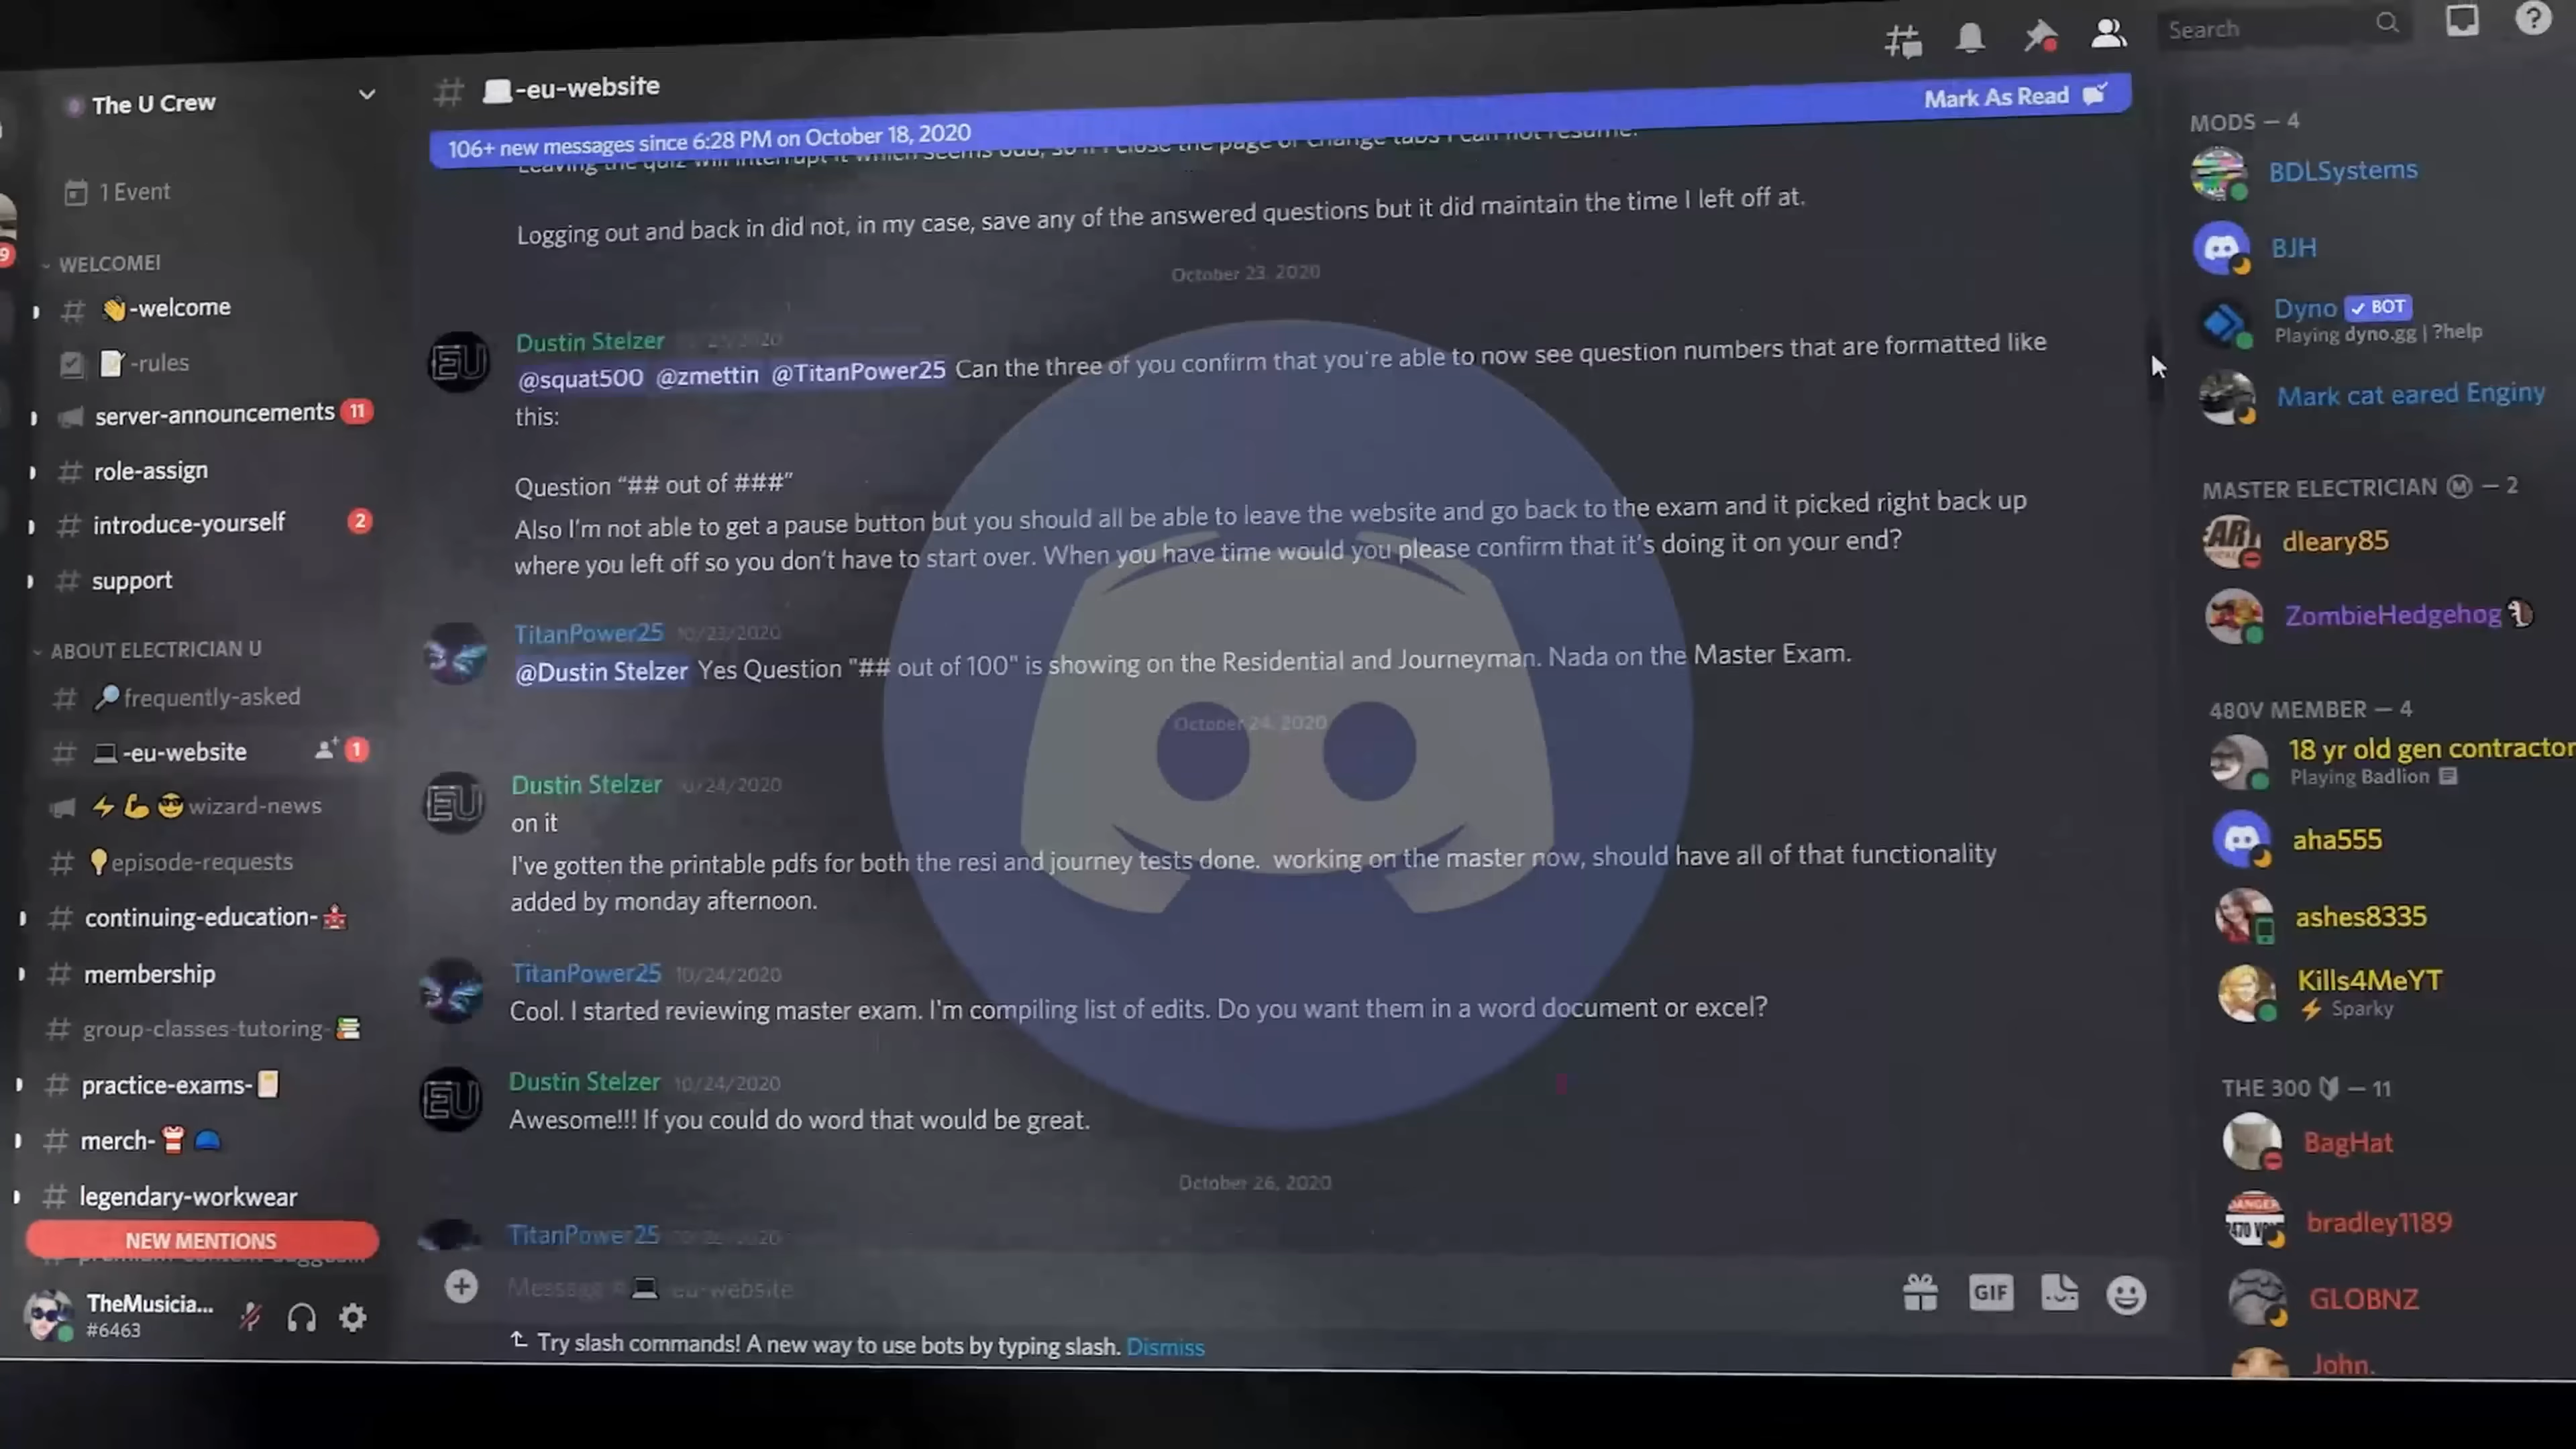 The U Crew
1 Event
WELCOME!
-welcome
-rules
server-announcements 11
role-assign
introduce-yourself 2
support
ABOUT ELECTRICIAN U
frequently-asked
-eu-website 1
wizard-news
episode-requests
continuing-education-
membership
group-classes-tutoring-
practice-exams-
merch-
legendary-workwear
NEW MENTIONS
TheMusicia...
#6463
-eu-website
106+ new messages since 6:28 PM on October 18, 2020
Mark As Read
Logging out and back in did not, in my case, save any of the answered questions but it did maintain the time I left off at.
October 23, 2020
Dustin Stelzer
@squat500 @zmettin @TitanPower25 Can the three of you confirm that you're able to now see question numbers that are formatted like
this:
Question "## out of ###"
Also I'm not able to get a pause button but you should all be able to leave the website and go back to the exam and it picked right back up
where you left off so you don't have to start over. When you have time would you please confirm that it's doing it on your end?
TitanPower25 10/23/2020
@Dustin Stelzer Yes Question "## out of 100" is showing on the Residential and Journeyman. Nada on the Master Exam.
October 24, 2020
Dustin Stelzer 10/24/2020
on it
I've gotten the printable pdfs for both the resi and journey tests done. working on the master now, should have all of that functionality
added by monday afternoon.
TitanPower25 10/24/2020
Cool. I started reviewing master exam. I'm compiling list of edits. Do you want them in a word document or excel?
Dustin Stelzer 10/24/2020
Awesome!!! If you could do word that would be great.
October 26, 2020
TitanPower25
Message # eu-website
GIF
Try slash commands! A new way to use bots by typing slash. Dismiss
Search
MODS — 4
BDLSystems
BJH
Dyno BOT
Playing dyno.gg | ?help
Mark cat eared Enginy
MASTER ELECTRICIAN M — 2
dleary85
ZombieHedgehog
480V MEMBER — 4
18 yr old gen contractor
Playing Badlion
aha555
ashes8335
Kills4MeYT
Sparky
THE 300 — 11
BagHat
bradley1189
GLOBNZ
John.